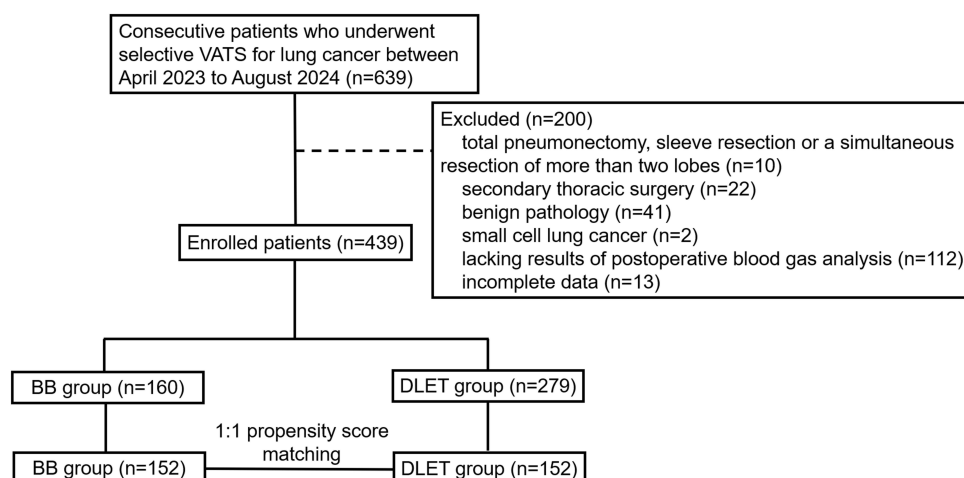 Consecutive patients who underwent
selective VATS for lung cancer between
April 2023 to August 2024 (n=639)
Excluded (n=200)
total pneumonectomy, sleeve resection or a simultaneous
resection of more than two lobes (n=10)
secondary thoracic surgery (n=22)
benign pathology (n=41)
small cell lung cancer (n=2)
lacking results of postoperative blood gas analysis (n=112)
incomplete data (n=13)
Enrolled patients (n=439)
BB group (n=160)
DLET group (n=279)
1:1 propensity score
matching
BB group (n=152)
DLET group (n=152)